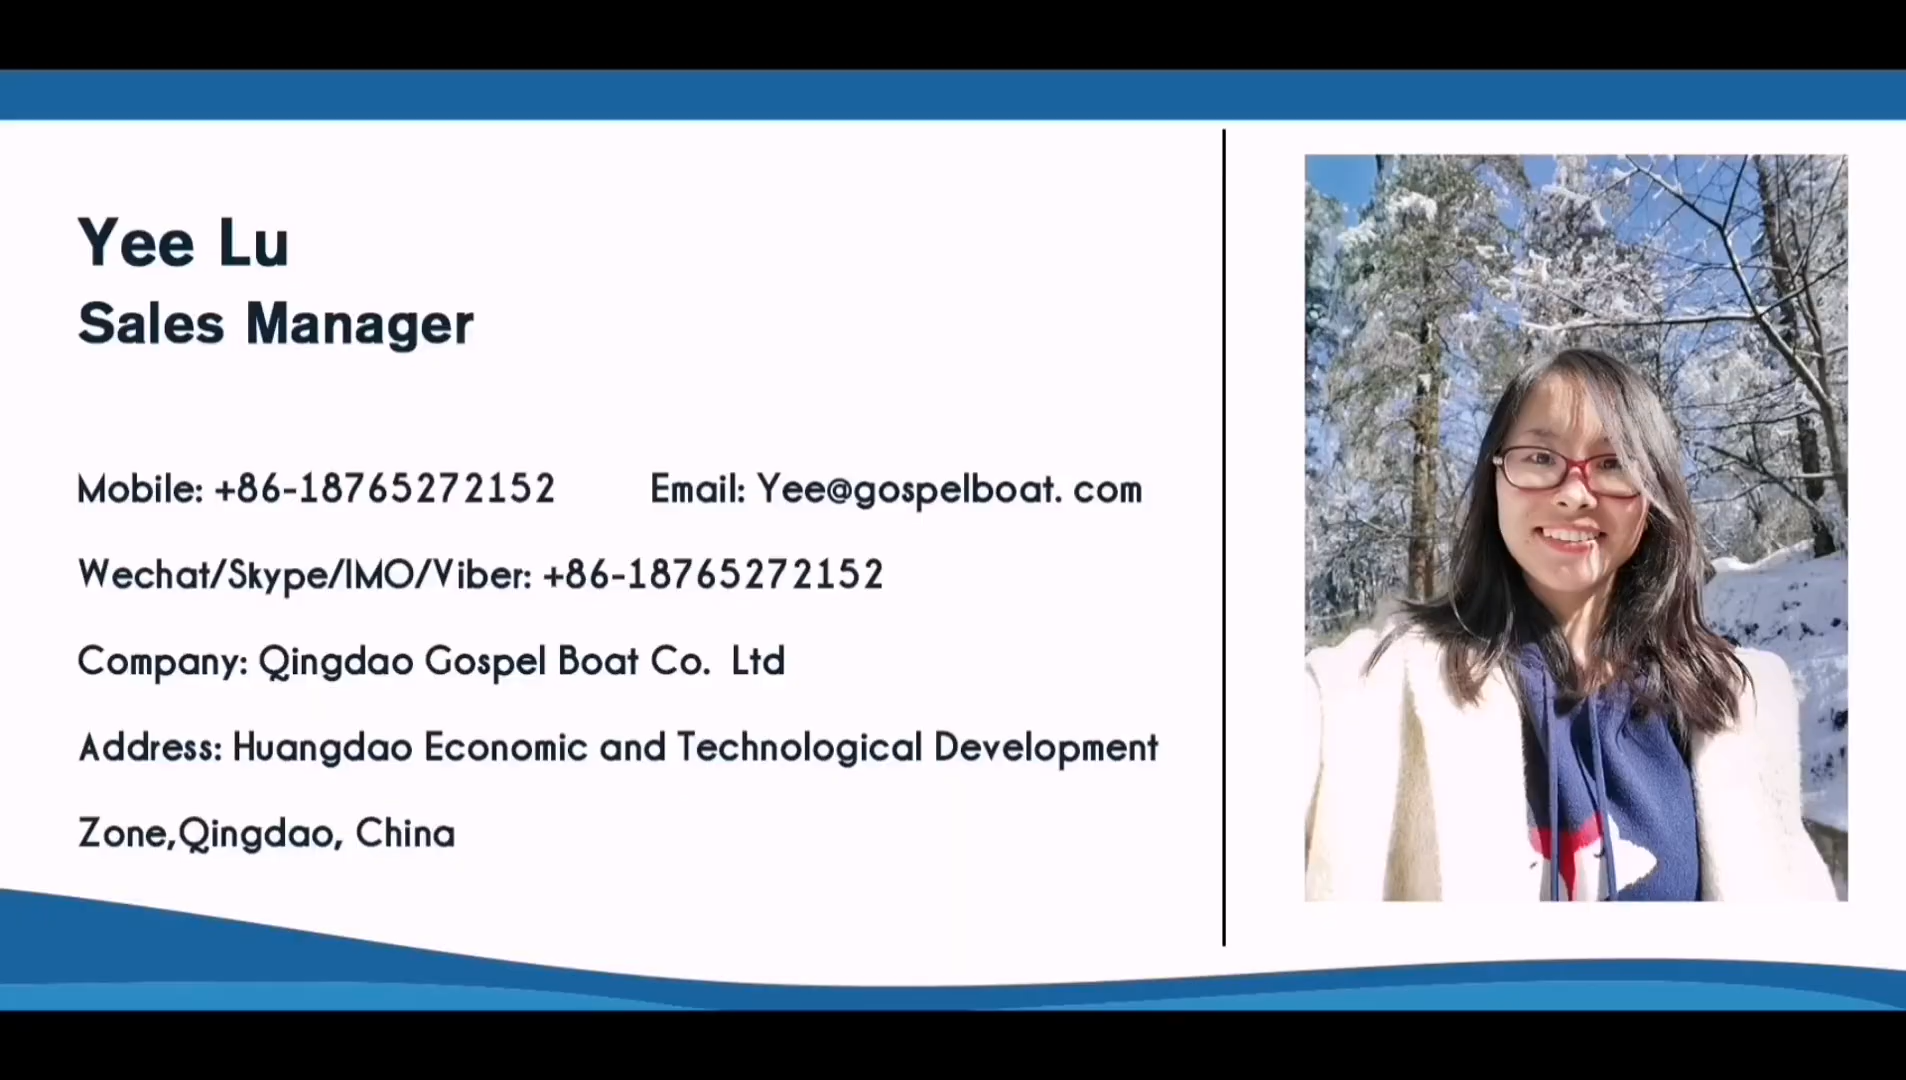 Yee Lu
Sales Manager
Mobile: +86-18765272152 Email: Yee@gospelboat. com
Wechat/Skype/IMO/Viber: +86-18765272152
Company: Qingdao Gospel Boat Co. Ltd
Address: Huangdao Economic and Technological Development
Zone,Qingdao, China